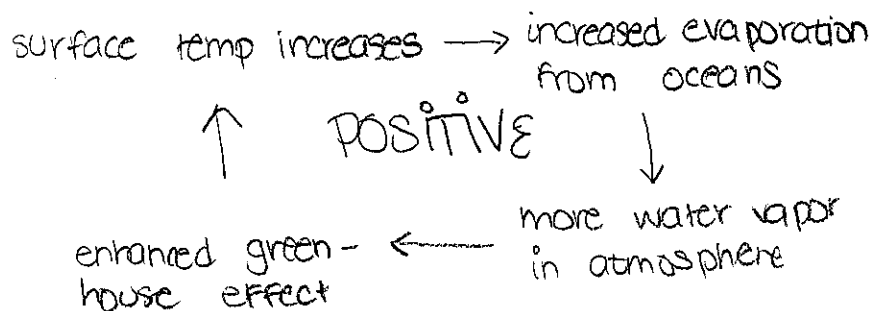 surface temp increases → increased evaporation
from oceans
POSITIVE
more water vapor
in atmosphere
←
enhanced green-
house effect
↑